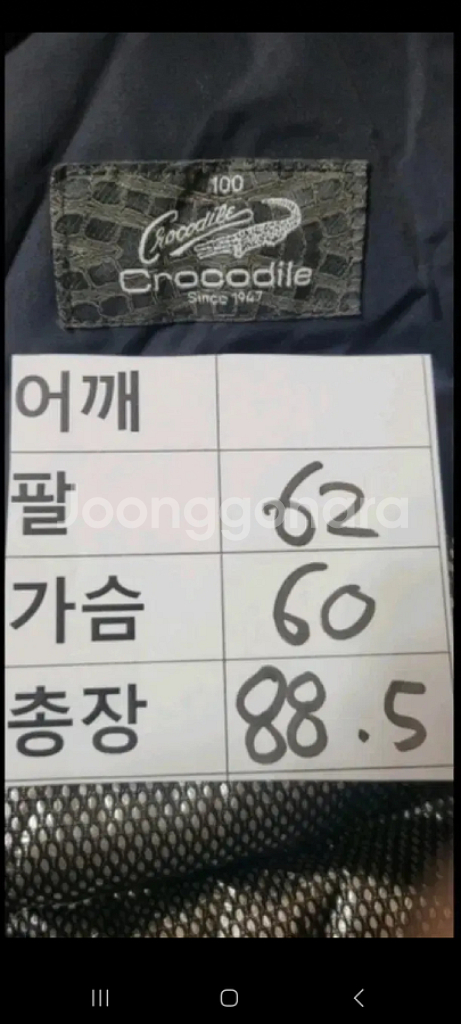 100
Crocodile
Crocodile
Since 1947
어깨
팔 62
Joonggonara
가슴 60
총장 88.5